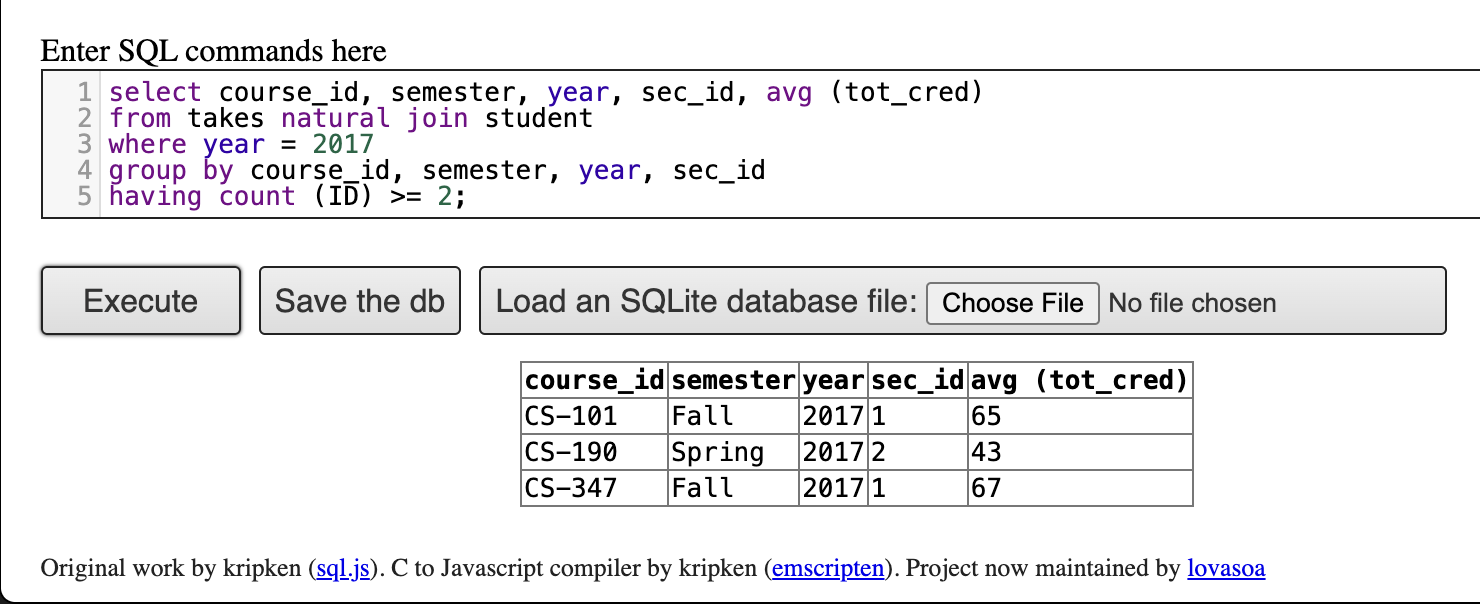 Enter SQL commands here
1 select course_id, semester, year, sec_id, avg (tot_cred)
2 from takes natural join student
3 where year = 2017
4 group by course_id, semester, year, sec_id
5 having count (ID) >= 2;
Execute Save the db Load an SQLite database file: Choose File No file chosen
course_id semester year sec_id avg (tot_cred)
CS-101 Fall 2017 1 65
CS-190 Spring 2017 2 43
CS-347 Fall 2017 1 67
Original work by kripken (sql.js). C to Javascript compiler by kripken (emscripten). Project now maintained by lovasoa